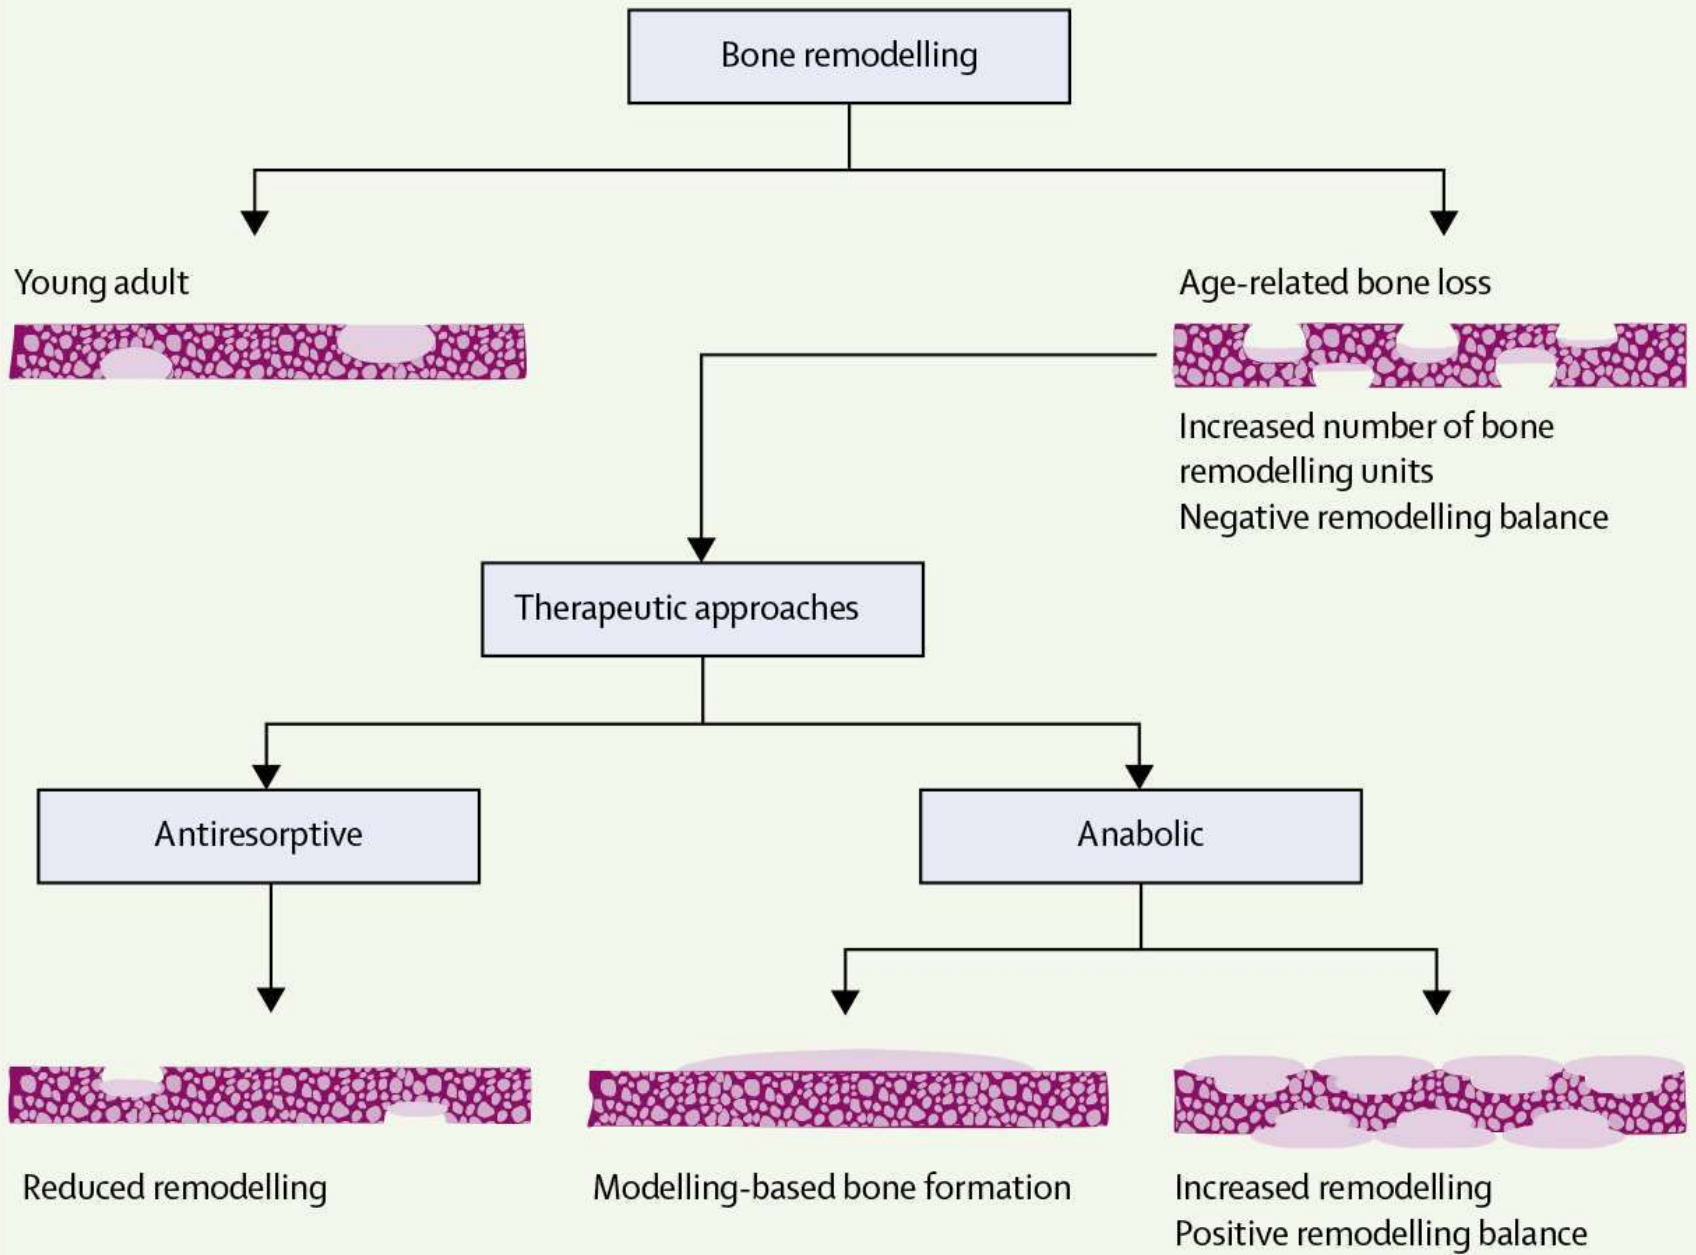 Bone remodelling
Young adult
Age-related bone loss
Increased number of bone
remodelling units
Negative remodelling balance
Therapeutic approaches
Antiresorptive
Anabolic
Reduced remodelling
Modelling-based bone formation
Increased remodelling
Positive remodelling balance